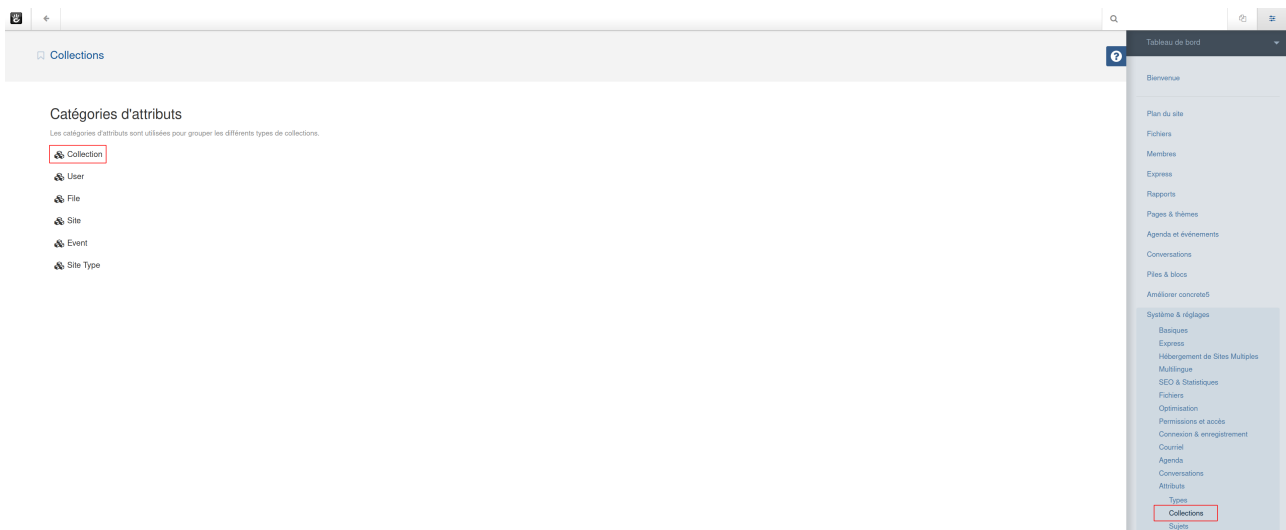 Collections
Catégories d'attributs
Les catégories d'attributs sont utilisées pour grouper les différents types de collections.
Collection
User
File
Site
Event
Site Type
Tableau de bord
Bienvenue
Plan du site
Fichiers
Membres
Express
Rapports
Pages & thèmes
Agenda et événements
Conversations
Piles & blocs
Améliorer concrete5
Système & réglages
Basiques
Express
Hébergement de Sites Multiples
Multilingue
SEO & Statistiques
Fichiers
Optimisation
Permissions et accès
Connexion & enregistrement
Courriel
Agenda
Conversations
Attributs
Types
Collections
Sujets